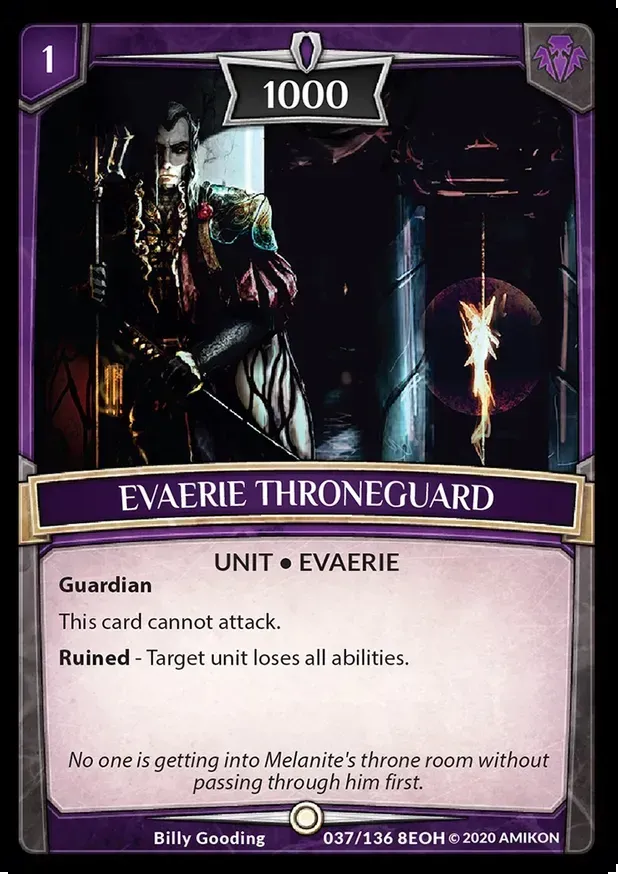 1
1000
EVAERIE THRONEGUARD
UNIT • EVAERIE
Guardian
This card cannot attack.
Ruined - Target unit loses all abilities.
No one is getting into Melanite's throne room without
passing through him first.
Billy Gooding 037/136 8EOH © 2020 AMIKON